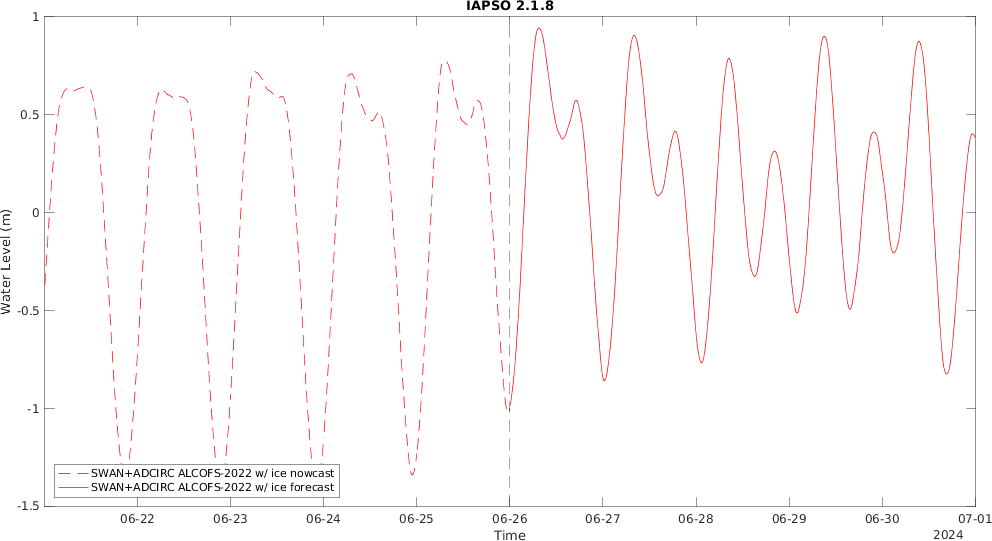 IAPSO 2.1.8
1
0.5
0
-0.5
-1
-1.5
Water Level (m)
SWAN+ADCIRC ALCOFS-2022 w/ ice nowcast
SWAN+ADCIRC ALCOFS-2022 w/ ice forecast
06-22 06-23 06-24 06-25 06-26 06-27 06-28 06-29 06-30 07-01
Time
2024